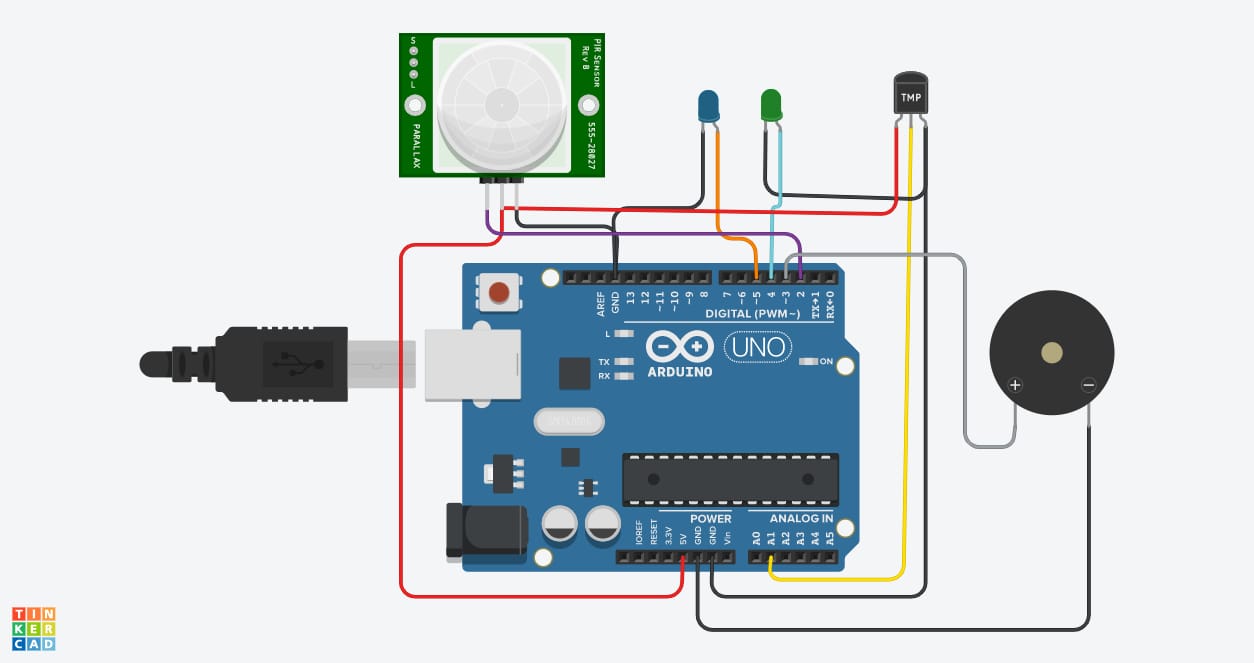 S
L
PIR SENSOR
REV B
PARALLAX
555-28027
TMP
AREF
GND
13
12
~11
~10
~9
8
7
~6
~5
4
~3
2
TX→1
RX←0
DIGITAL (PWM~)
L
TX
RX
ARDUINO
UNO
ON
+
−
POWER
ANALOG IN
IOREF
RESET
3.3V
5V
GND
GND
Vin
A0
A1
A2
A3
A4
A5
TIN
KER
CAD